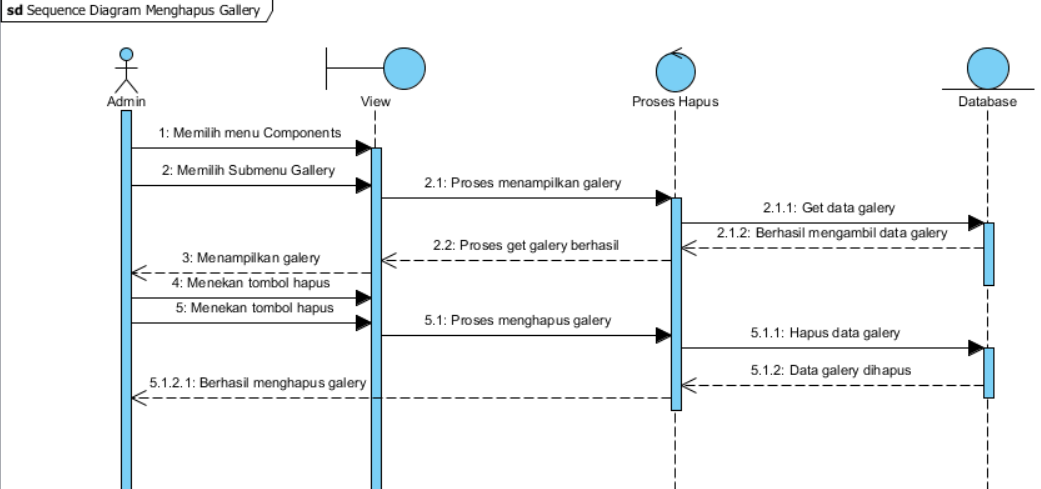 sd Sequence Diagram Menghapus Gallery
Admin
View
Proses Hapus
Database
1: Memilih menu Components
2: Memilih Submenu Gallery
2.1: Proses menampilkan galery
2.1.1: Get data galery
2.1.2: Berhasil mengambil data galery
2.2: Proses get galery berhasil
3: Menampilkan galery
4: Menekan tombol hapus
5: Menekan tombol hapus
5.1: Proses menghapus galery
5.1.1: Hapus data galery
5.1.2: Data galery dihapus
5.1.2.1: Berhasil menghapus galery